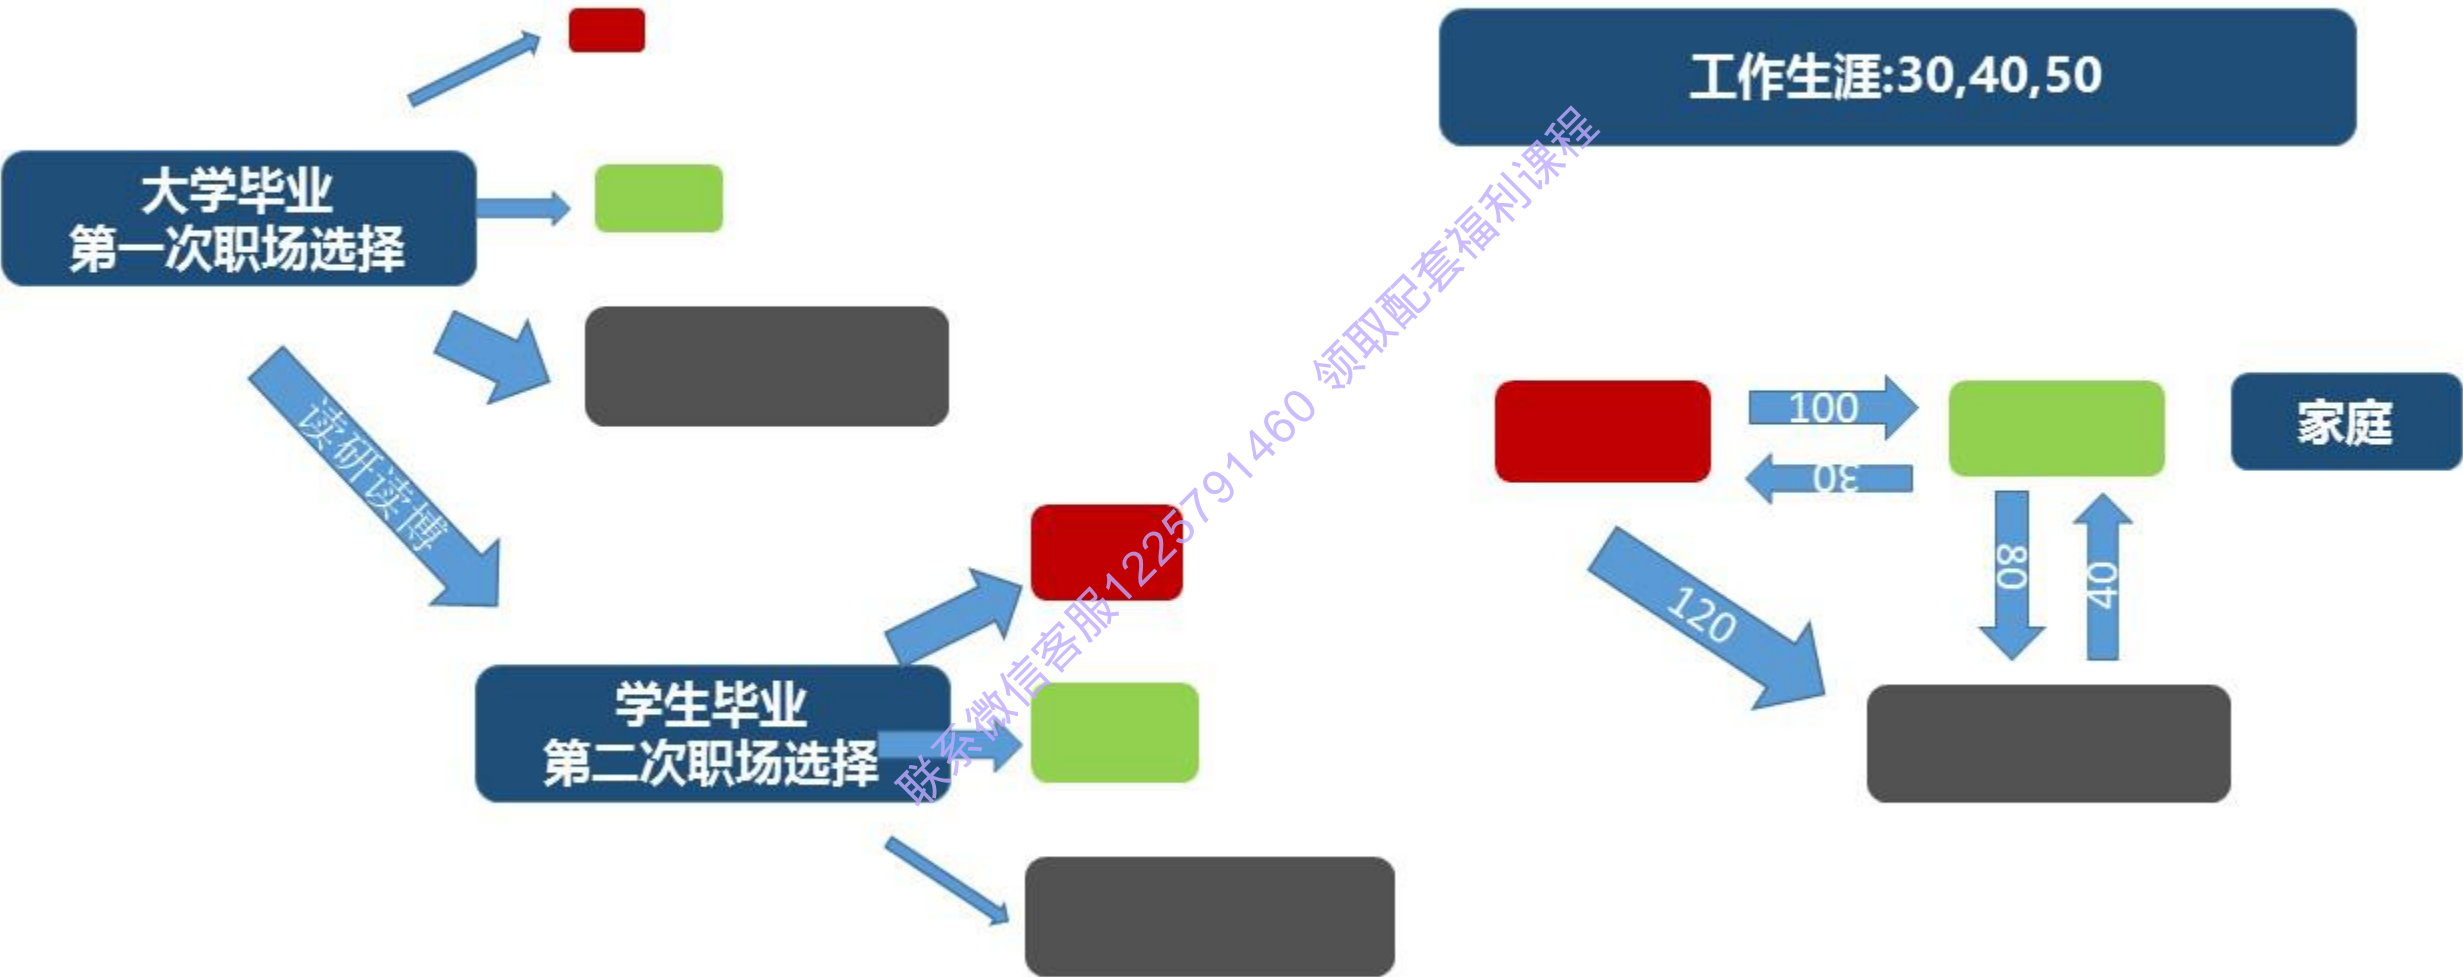 工作生涯:30,40,50
大学毕业
第一次职场选择
读研读博
学生毕业
第二次职场选择
100
30
家庭
80
40
120
联系微信客服1225791460 领取配套福利课程